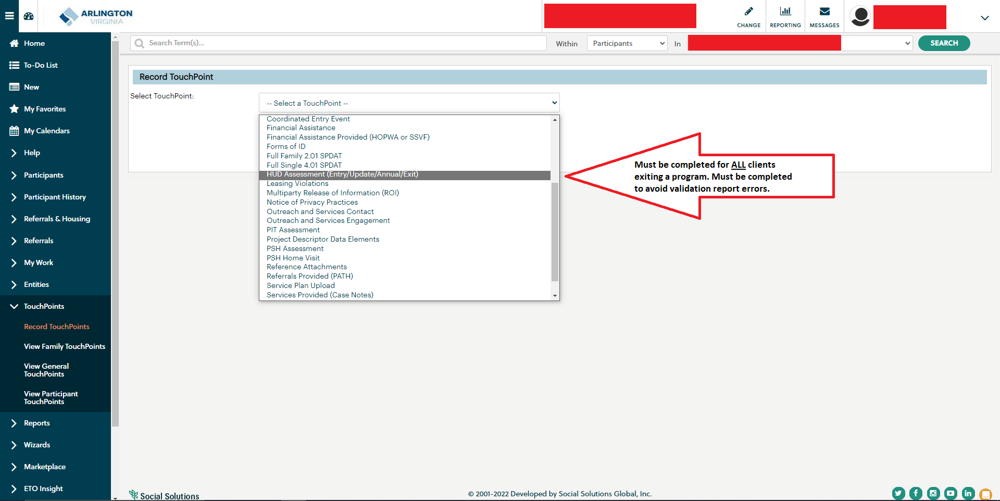 ARLINGTON
VIRGINIA
CHANGE
REPORTING
MESSAGES
Home
To-Do List
New
My Favorites
My Calendars
Help
Participants
Participant History
Referrals & Housing
Referrals
My Work
Entities
TouchPoints
Record TouchPoints
View Family TouchPoints
View General
TouchPoints
View Participant
TouchPoints
Reports
Wizards
Marketplace
ETO Insight
Search Term(s)...
Within
Participants
In
SEARCH
Record TouchPoint
Select TouchPoint:
-- Select a TouchPoint --
Coordinated Entry Event
Financial Assistance
Financial Assistance Provided (HOPWA or SSVF)
Forms of ID
Full Family 2.01 SPDAT
Full Single 4.01 SPDAT
HUD Assessment (Entry/Update/Annual/Exit)
Leasing Violations
Multiparty Release of Information (ROI)
Notice of Privacy Practices
Outreach and Services Contact
Outreach and Services Engagement
PIT Assessment
Project Descriptor Data Elements
PSH Assessment
PSH Home Visit
Reference Attachments
Referrals Provided (PATH)
Service Plan Upload
Services Provided (Case Notes)
Must be completed for ALL clients
exiting a program. Must be completed
to avoid validation report errors.
Social Solutions
© 2001-2022 Developed by Social Solutions Global, Inc.